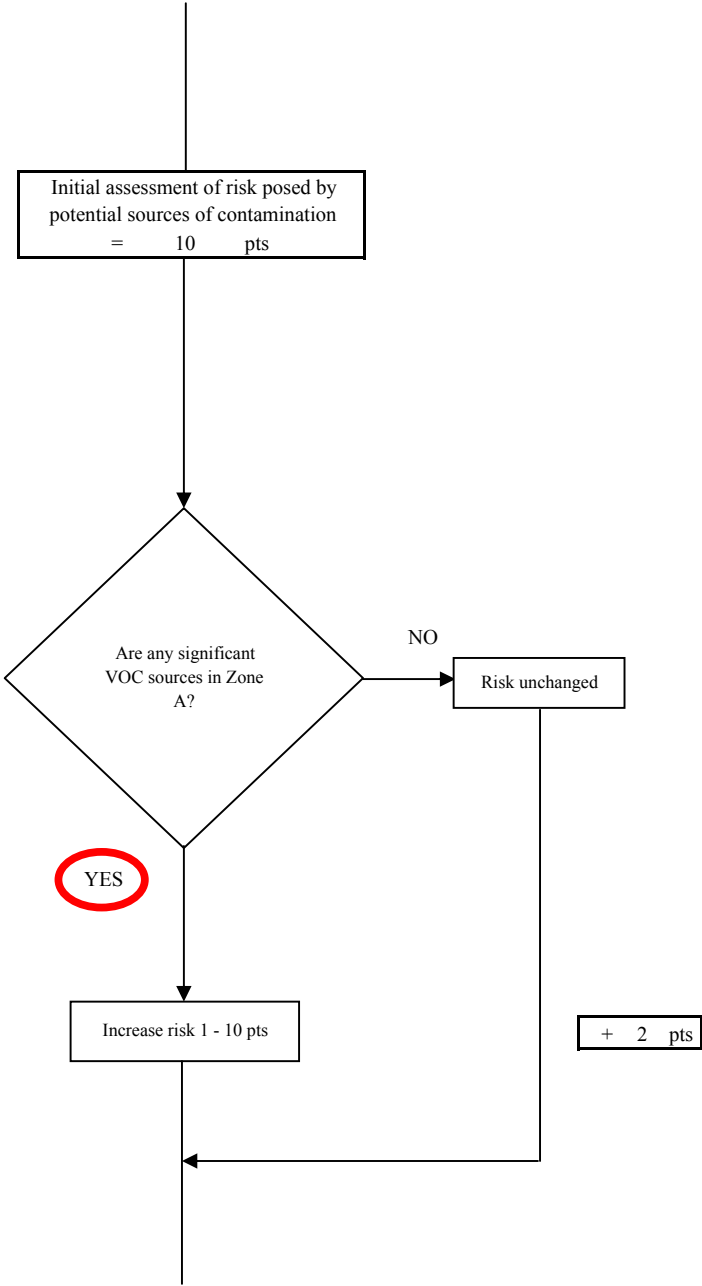 Initial assessment of risk posed by
potential sources of contamination
= 10 pts
Are any significant
VOC sources in Zone
A?
NO
Risk unchanged
YES
Increase risk 1 - 10 pts
+ 2 pts